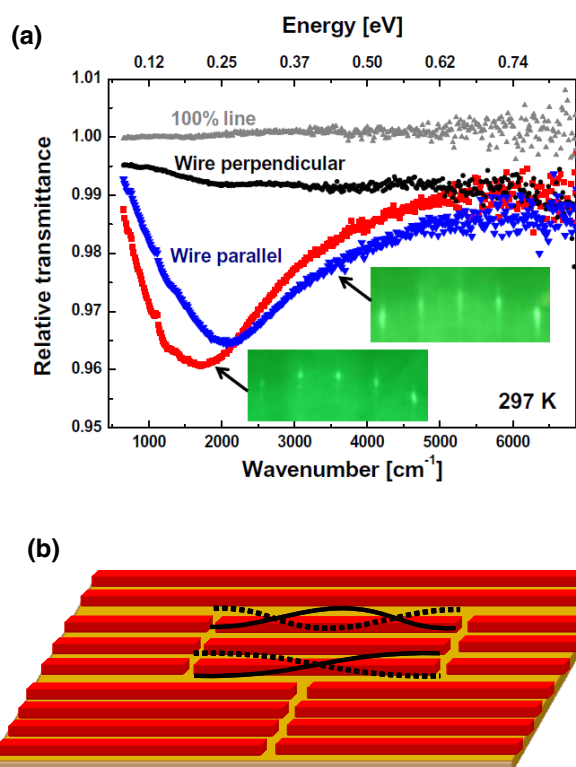 (a)
Energy [eV]
0.12 0.25 0.37 0.50 0.62 0.74
1.01
1.00
0.99
0.98
0.97
0.96
0.95
Relative transmittance
100% line
Wire perpendicular
Wire parallel
297 K
1000 2000 3000 4000 5000 6000
Wavenumber [cm⁻¹]
(b)